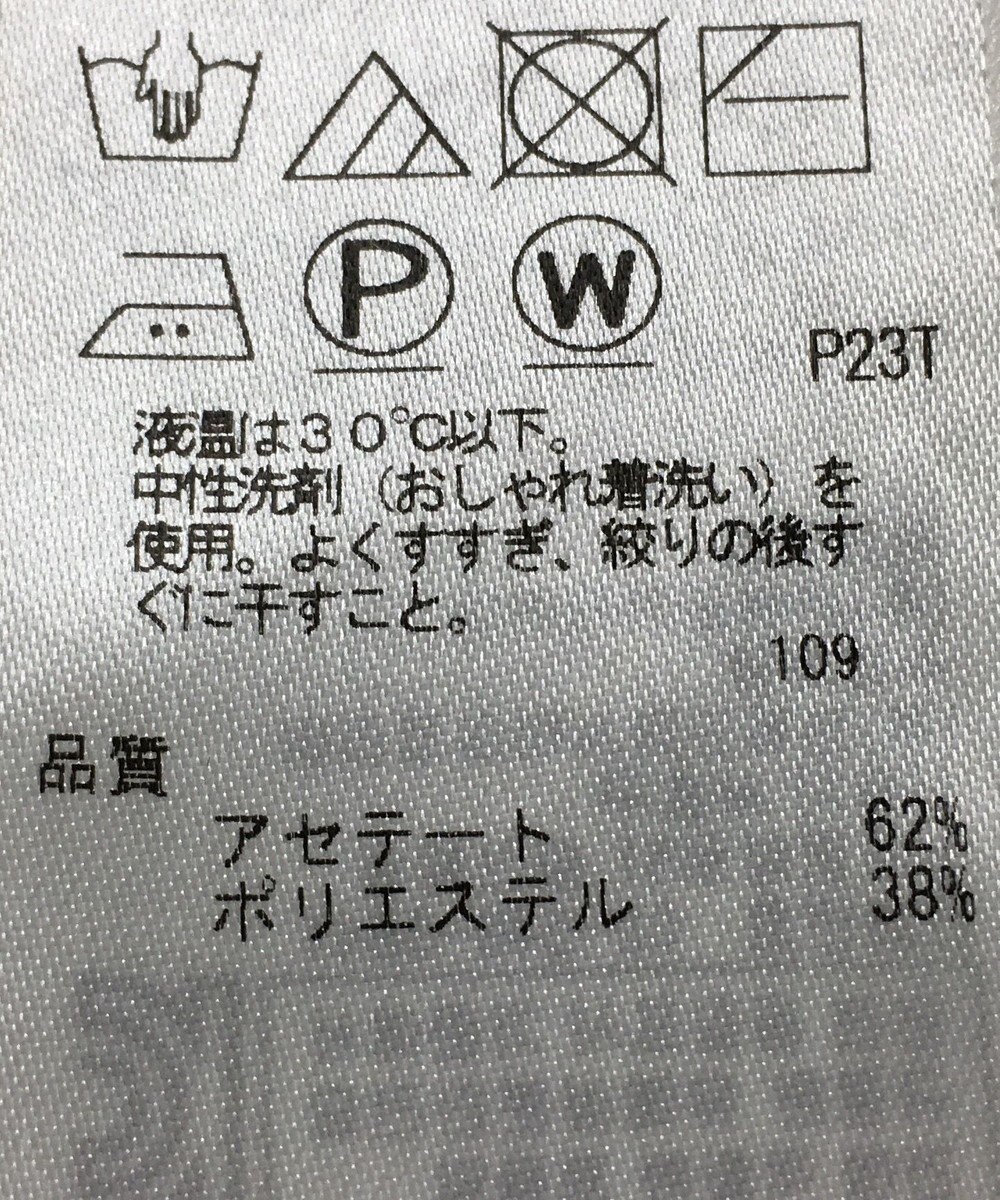 P W
P23T
液温は30℃以下。
中性洗剤（おしゃれ着洗い）を
使用。よくすすぎ、絞りの後す
ぐに干すこと。
109
品質
アセテート 62%
ポリエステル 38%